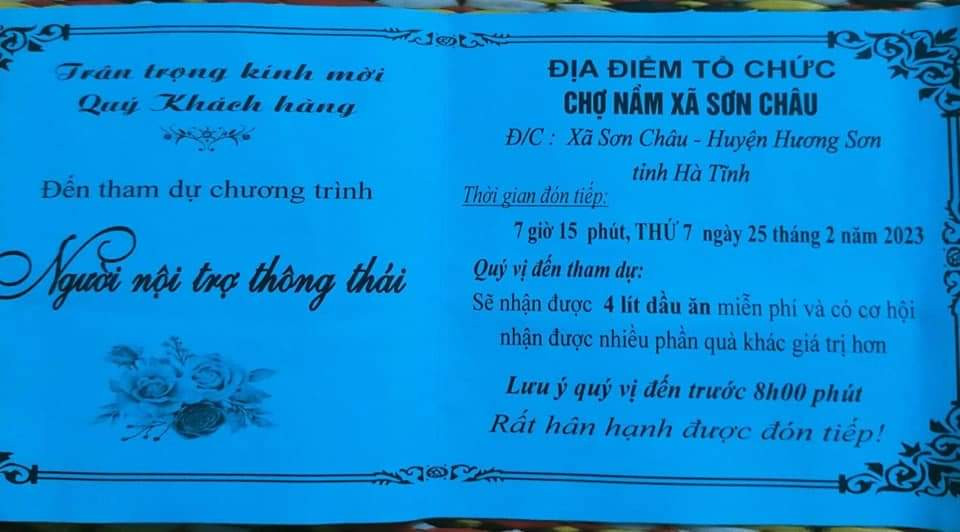 Trân trọng kính mời
Quý Khách hàng
Đến tham dự chương trình
Người nội trợ thông thái
ĐỊA ĐIỂM TỔ CHỨC
CHỢ NẦM XÃ SƠN CHÂU
Đ/C : Xã Sơn Châu - Huyện Hương Sơn
tỉnh Hà Tĩnh
Thời gian đón tiếp:
7 giờ 15 phút, THỨ 7 ngày 25 tháng 2 năm 2023
Quý vị đến tham dự:
Sẽ nhận được 4 lít dầu ăn miễn phí và có cơ hội
nhận được nhiều phần quà khác giá trị hơn
Lưu ý quý vị đến trước 8h00 phút
Rất hân hạnh được đón tiếp!